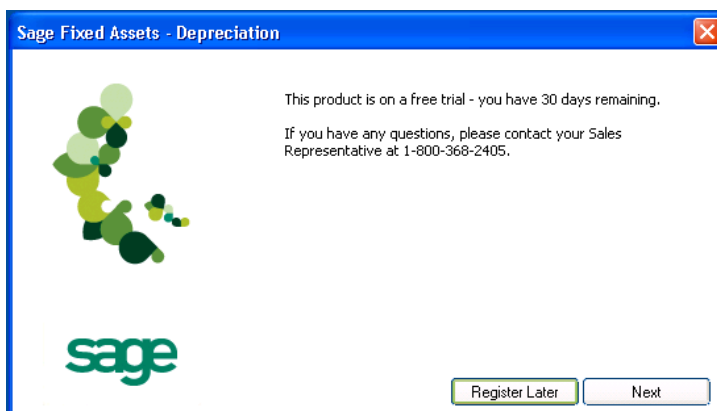 Sage Fixed Assets - Depreciation
This product is on a free trial - you have 30 days remaining.
If you have any questions, please contact your Sales
Representative at 1-800-368-2405.
sage
Register Later
Next